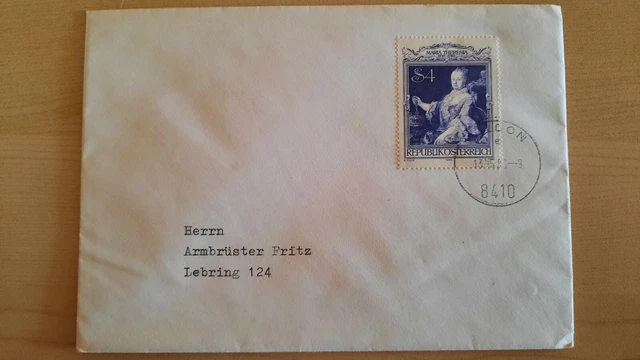 MARIA THERESIA
S4
REPUBLIK ÖSTERREICH
8410
Herrn
Armbrüster Fritz
Lebring 124